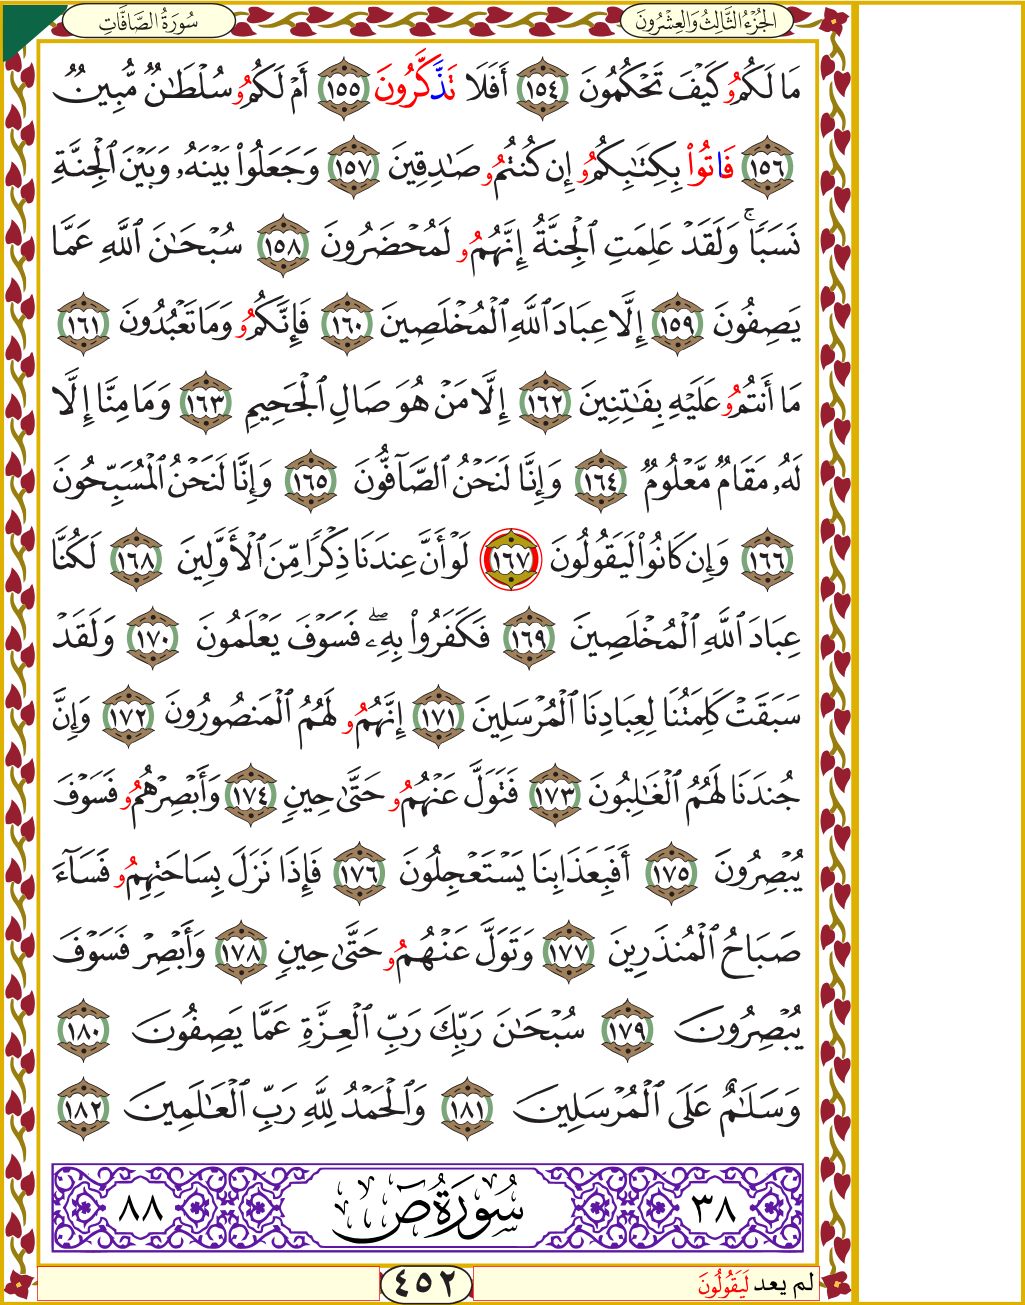 الجُزْءُ الثَّالِثُ وَالعِشْرُونَ
سُورَةُ الصَّافَّاتِ
مَا لَكُمُۥ كَيْفَ تَحْكُمُونَ ١٥٤ أَفَلَا تَذَّكَّرُونَ ١٥٥ أَمْ لَكُمُۥ سُلْطَٰنٌ مُّبِينٌ
١٥٦ فَاتُواْ بِكِتَٰبِكُمُۥ إِن كُنتُمُۥ صَٰدِقِينَ ١٥٧ وَجَعَلُواْ بَيْنَهُۥ وَبَيْنَ ٱلْجِنَّةِ
نَسَبًاۚ وَلَقَدْ عَلِمَتِ ٱلْجِنَّةُ إِنَّهُمُۥ لَمُحْضَرُونَ ١٥٨ سُبْحَٰنَ ٱللَّهِ عَمَّا
يَصِفُونَ ١٥٩ إِلَّا عِبَادَ ٱللَّهِ ٱلْمُخْلَصِينَ ١٦٠ فَإِنَّكُمُۥ وَمَا تَعْبُدُونَ ١٦١
مَا أَنتُمُۥ عَلَيْهِ بِفَٰتِنِينَ ١٦٢ إِلَّا مَنْ هُوَ صَالِ ٱلْجَحِيمِ ١٦٣ وَمَا مِنَّا إِلَّا
لَهُۥ مَقَامٌ مَّعْلُومٌ ١٦٤ وَإِنَّا لَنَحْنُ ٱلصَّآفُّونَ ١٦٥ وَإِنَّا لَنَحْنُ ٱلْمُسَبِّحُونَ
١٦٦ وَإِن كَانُواْ لَيَقُولُونَ ١٦٧ لَوْ أَنَّ عِندَنَا ذِكْرًا مِّنَ ٱلْأَوَّلِينَ ١٦٨ لَكُنَّا
عِبَادَ ٱللَّهِ ٱلْمُخْلَصِينَ ١٦٩ فَكَفَرُواْ بِهِۦۖ فَسَوْفَ يَعْلَمُونَ ١٧٠ وَلَقَدْ
سَبَقَتْ كَلِمَتُنَا لِعِبَادِنَا ٱلْمُرْسَلِينَ ١٧١ إِنَّهُمُۥ لَهُمُ ٱلْمَنصُورُونَ ١٧٢ وَإِنَّ
جُندَنَا لَهُمُ ٱلْغَٰلِبُونَ ١٧٣ فَتَوَلَّ عَنْهُمُۥ حَتَّىٰ حِينٍ ١٧٤ وَأَبْصِرْهُمُۥ فَسَوْفَ
يُبْصِرُونَ ١٧٥ أَفَبِعَذَابِنَا يَسْتَعْجِلُونَ ١٧٦ فَإِذَا نَزَلَ بِسَاحَتِهِمُۥ فَسَآءَ
صَبَاحُ ٱلْمُنذَرِينَ ١٧٧ وَتَوَلَّ عَنْهُمُۥ حَتَّىٰ حِينٍ ١٧٨ وَأَبْصِرْ فَسَوْفَ
يُبْصِرُونَ ١٧٩ سُبْحَٰنَ رَبِّكَ رَبِّ ٱلْعِزَّةِ عَمَّا يَصِفُونَ ١٨٠
وَسَلَٰمٌ عَلَى ٱلْمُرْسَلِينَ ١٨١ وَٱلْحَمْدُ لِلَّهِ رَبِّ ٱلْعَٰلَمِينَ ١٨٢
٣٨ سُورَةُ صٓ ٨٨
لم يعد لَيَقُولُونَ
٤٥٢